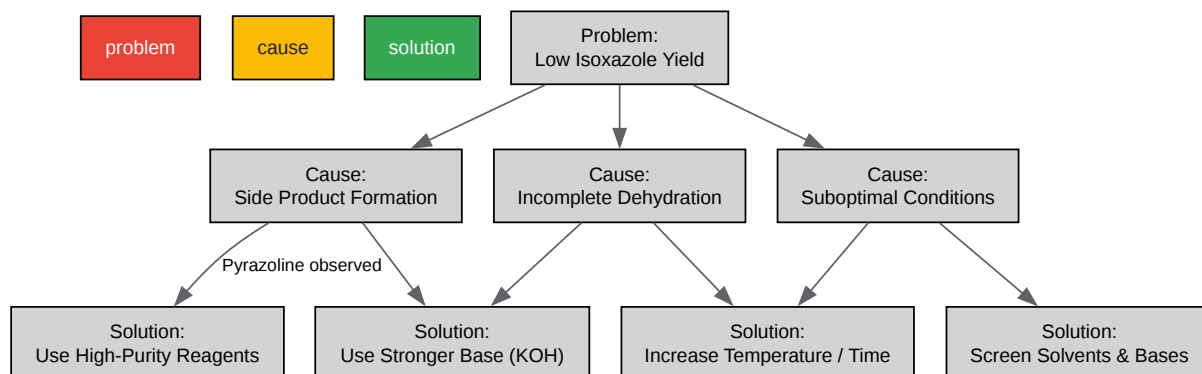 problem
cause
solution
Problem:
Low Isoxazole Yield
Cause:
Side Product Formation
Cause:
Incomplete Dehydration
Cause:
Suboptimal Conditions
Pyrazoline observed
Solution:
Use High-Purity Reagents
Solution:
Use Stronger Base (KOH)
Solution:
Increase Temperature / Time
Solution:
Screen Solvents & Bases